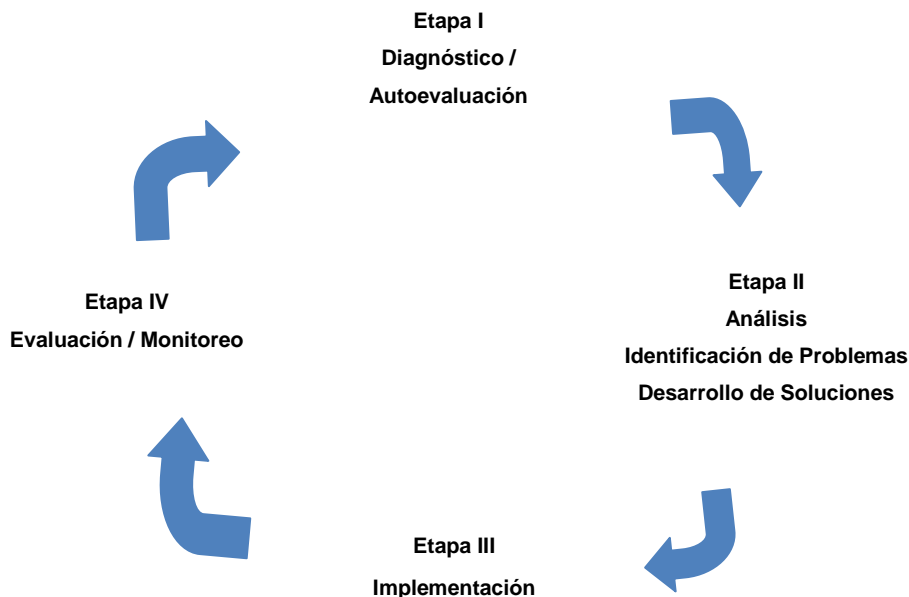 Etapa I
Diagnóstico /
Autoevaluación
Etapa II
Análisis
Identificación de Problemas
Desarrollo de Soluciones
Etapa III
Implementación
Etapa IV
Evaluación / Monitoreo